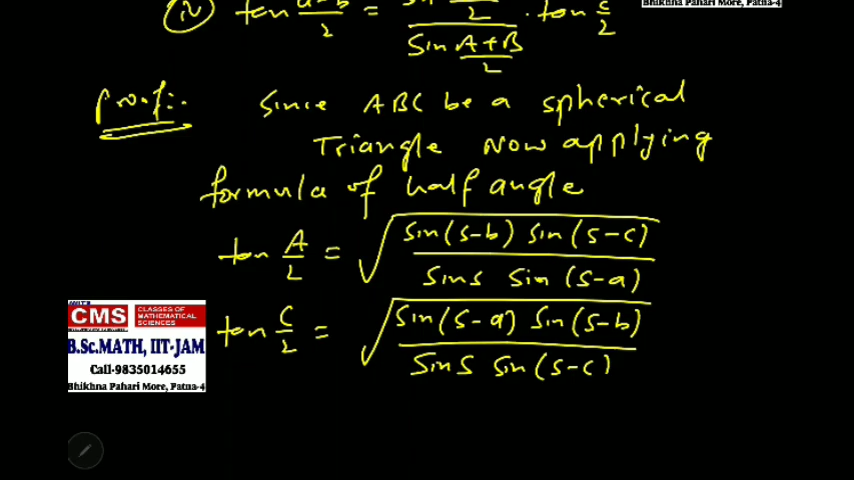 Bhikhna Pahari More, Patna-4
(iv) tan a-b/2 = sin /2 / Sin A+B/2 . tan c/2
Proof:- Since ABC be a spherical
Triangle Now applying
formula of half angle
tan A/2 = √ sin(s-b) sin(s-c) / sins sin (s-a)
tan C/2 = √ sin(s-a) sin(s-b) / sins sin(s-c)
CMS CLASSES OF MATHEMATICAL SCIENCES
B.Sc.MATH, IIT-JAM
Call-9835014655
Bhikhna Pahari More, Patna-4